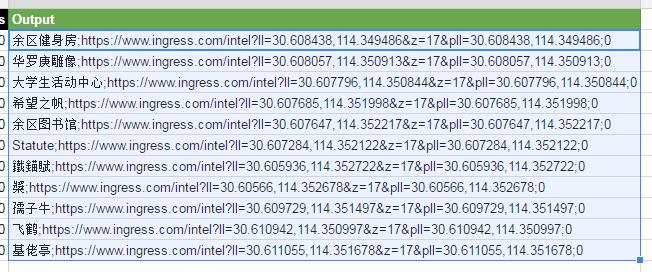 s Output
0 余区健身房;https://www.ingress.com/intel?ll=30.608438,114.349486&z=17&pll=30.608438,114.349486;0
0 华罗庚雕像;https://www.ingress.com/intel?ll=30.608057,114.350913&z=17&pll=30.608057,114.350913;0
0 大学生活动中心;https://www.ingress.com/intel?ll=30.607796,114.350844&z=17&pll=30.607796,114.350844;0
0 希望之帆;https://www.ingress.com/intel?ll=30.607685,114.351998&z=17&pll=30.607685,114.351998;0
0 余区图书馆;https://www.ingress.com/intel?ll=30.607647,114.352217&z=17&pll=30.607647,114.352217;0
0 Statute;https://www.ingress.com/intel?ll=30.607284,114.352122&z=17&pll=30.607284,114.352122;0
0 鐵錨賦;https://www.ingress.com/intel?ll=30.605936,114.352722&z=17&pll=30.605936,114.352722;0
0 槳;https://www.ingress.com/intel?ll=30.60566,114.352678&z=17&pll=30.60566,114.352678;0
0 孺子牛;https://www.ingress.com/intel?ll=30.609729,114.351497&z=17&pll=30.609729,114.351497;0
0 飞鹤;https://www.ingress.com/intel?ll=30.610942,114.350997&z=17&pll=30.610942,114.350997;0
0 基佬亭;https://www.ingress.com/intel?ll=30.611055,114.351678&z=17&pll=30.611055,114.351678;0